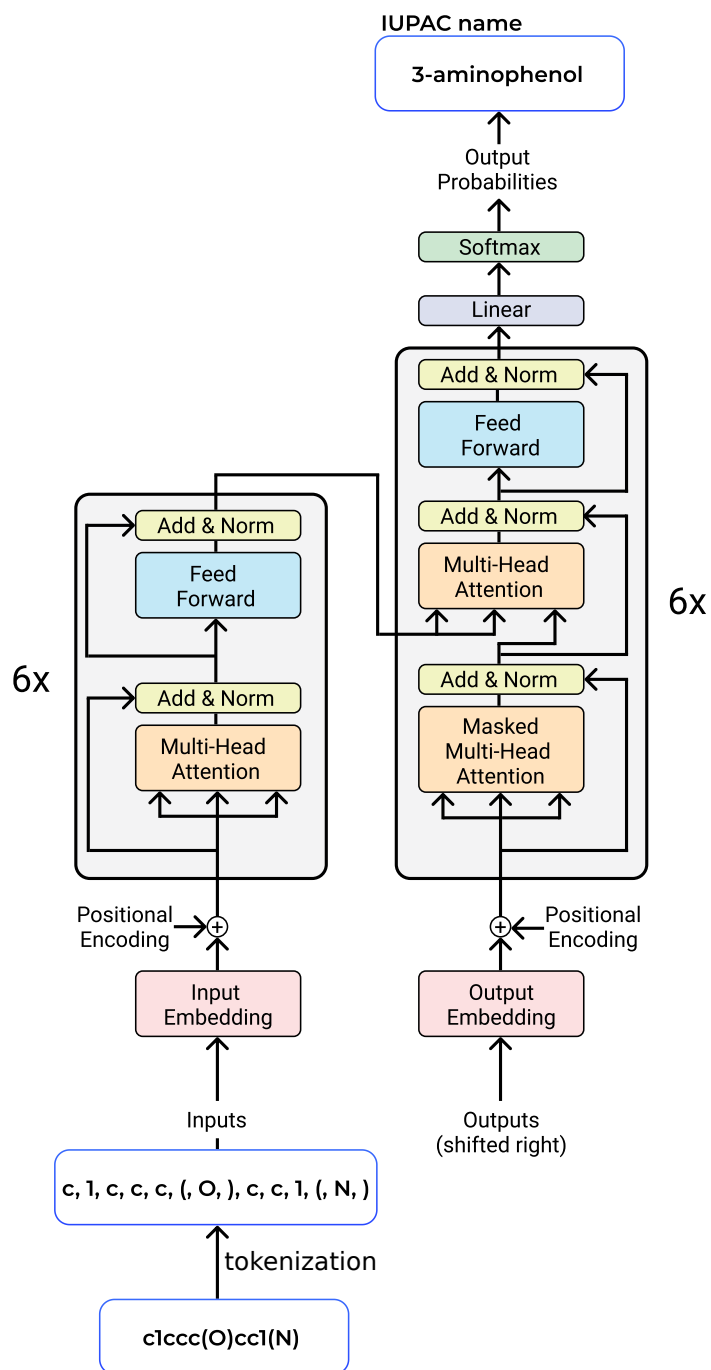 IUPAC name
3-aminophenol
Output
Probabilities
Softmax
Linear
Add & Norm
Feed
Forward
Add & Norm
Multi-Head
Attention
6x
Add & Norm
Masked
Multi-Head
Attention
Positional
Encoding
Output
Embedding
Outputs
(shifted right)
Add & Norm
Feed
Forward
6x
Add & Norm
Multi-Head
Attention
Positional
Encoding
Input
Embedding
Inputs
c, 1, c, c, c, (, O, ), c, c, 1, (, N, )
tokenization
c1ccc(O)cc1(N)